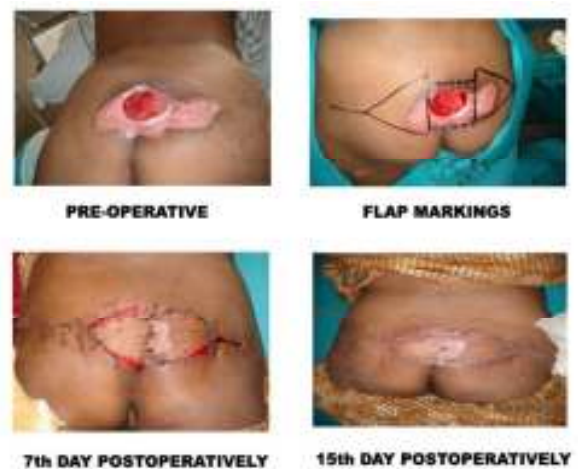 PRE-OPERATIVE
FLAP MARKINGS
7th DAY POSTOPERATIVELY
15th DAY POSTOPERATIVELY